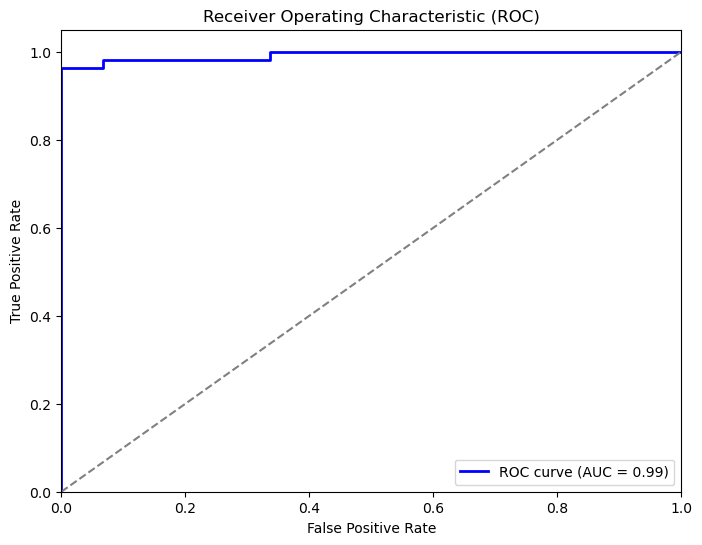 Receiver Operating Characteristic (ROC)
True Positive Rate
1.0
0.8
0.6
0.4
0.2
0.0
ROC curve (AUC = 0.99)
0.0 0.2 0.4 0.6 0.8 1.0
False Positive Rate